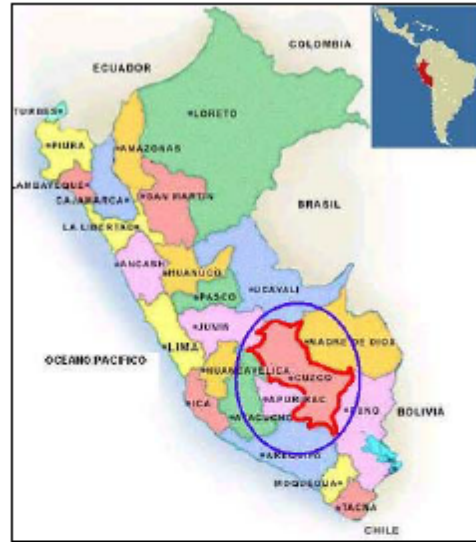 COLOMBIA
ECUADOR
LORETO
TUMBES
PIURA
AMAZONAS
LAMBAYEQUE
CAJAMARCA
SAN MARTIN
BRASIL
LA LIBERTAD
ANCASH
HUANUCO
PASCO
UCAYALI
JUNIN
MADRE DE DIOS
LIMA
OCEANO PACIFICO
HUANCAVELICA
CUZCO
ICA
APURIMAC
AYACUCHO
PUNO
BOLIVIA
AREQUIPA
MOQUEGUA
TACNA
CHILE